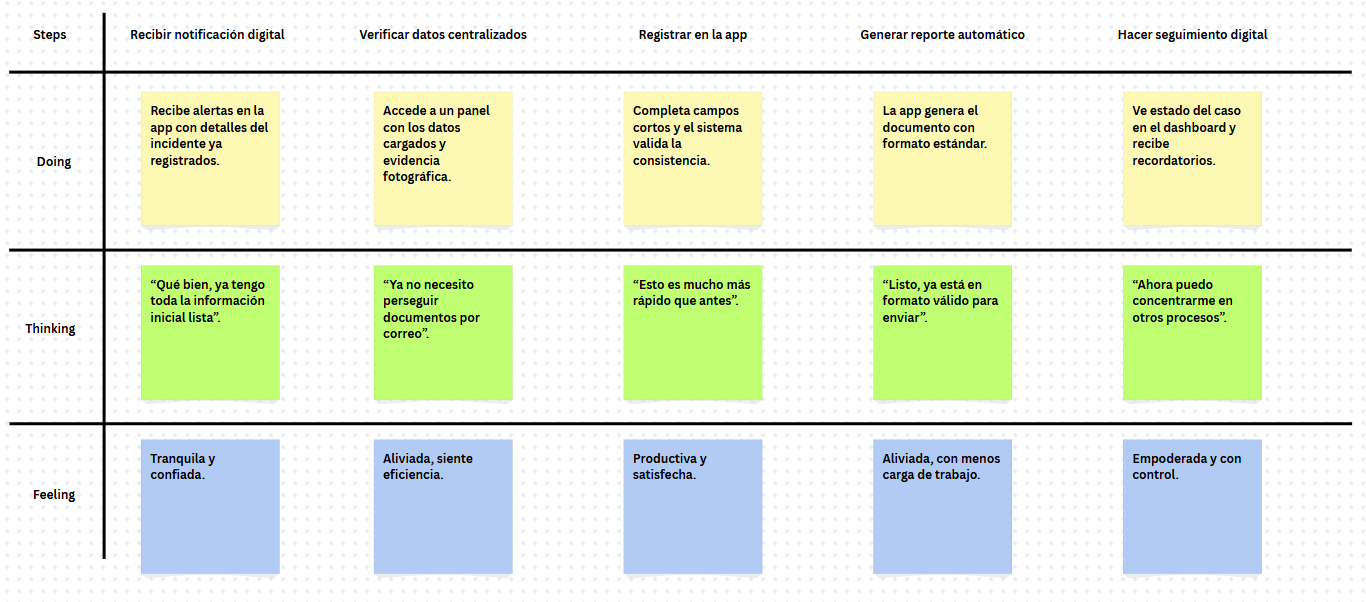 Steps
Recibir notificación digital
Verificar datos centralizados
Registrar en la app
Generar reporte automático
Hacer seguimiento digital
Doing
Recibe alertas en la
app con detalles del
incidente ya
registrados.
Accede a un panel
con los datos
cargados y
evidencia
fotográfica.
Completa campos
cortos y el sistema
valida la
consistencia.
La app genera el
documento con
formato estándar.
Ve estado del caso
en el dashboard y
recibe
recordatorios.
Thinking
“Qué bien, ya tengo
toda la información
inicial lista”.
“Ya no necesito
perseguir
documentos por
correo”.
“Esto es mucho más
rápido que antes”.
“Listo, ya está en
formato válido para
enviar”.
“Ahora puedo
concentrarme en
otros procesos”.
Feeling
Tranquila y
confiada.
Aliviada, siente
eficiencia.
Productiva y
satisfecha.
Aliviada, con menos
carga de trabajo.
Empoderada y con
control.